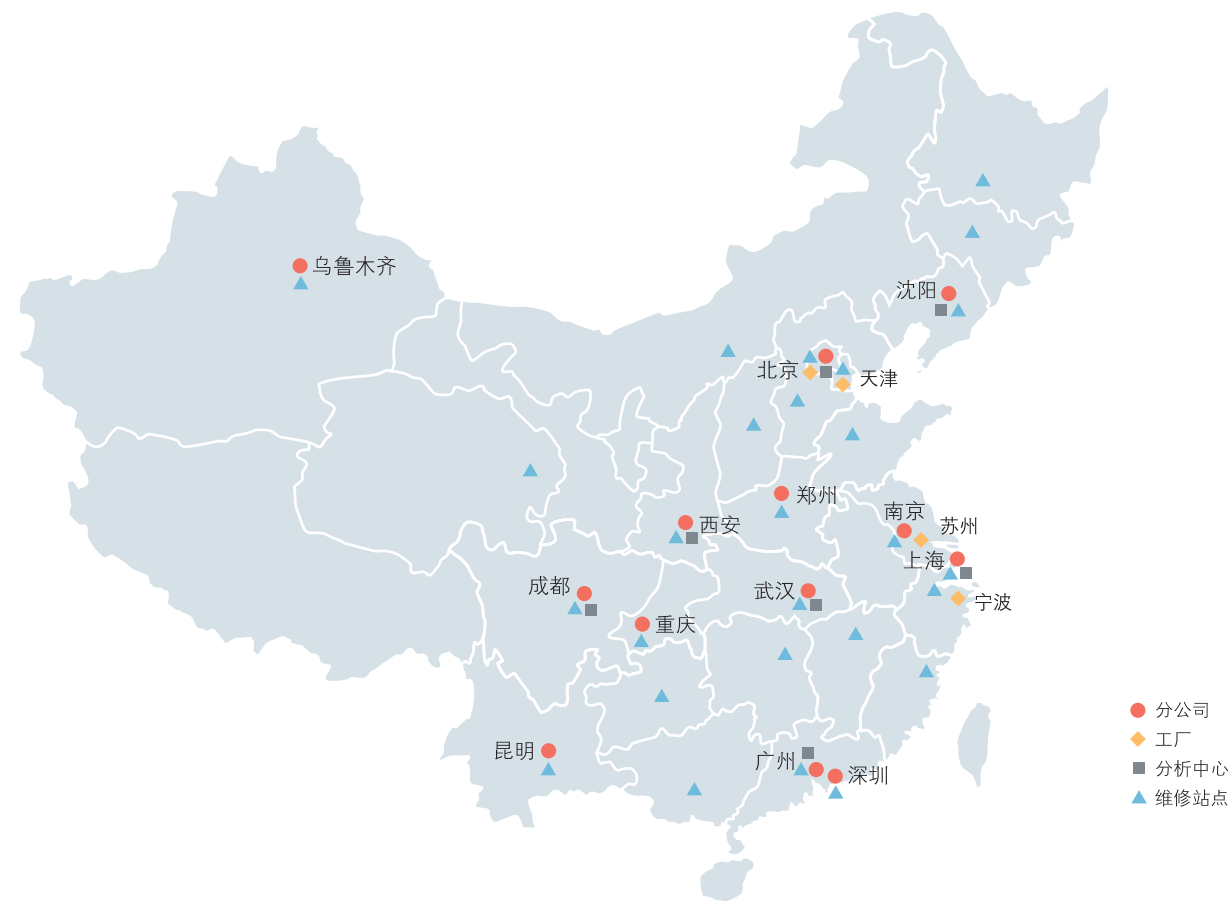 乌鲁木齐
沈阳
北京
天津
郑州
南京
苏州
西安
上海
成都
武汉
宁波
重庆
昆明
广州
深圳
分公司
工厂
分析中心
维修站点